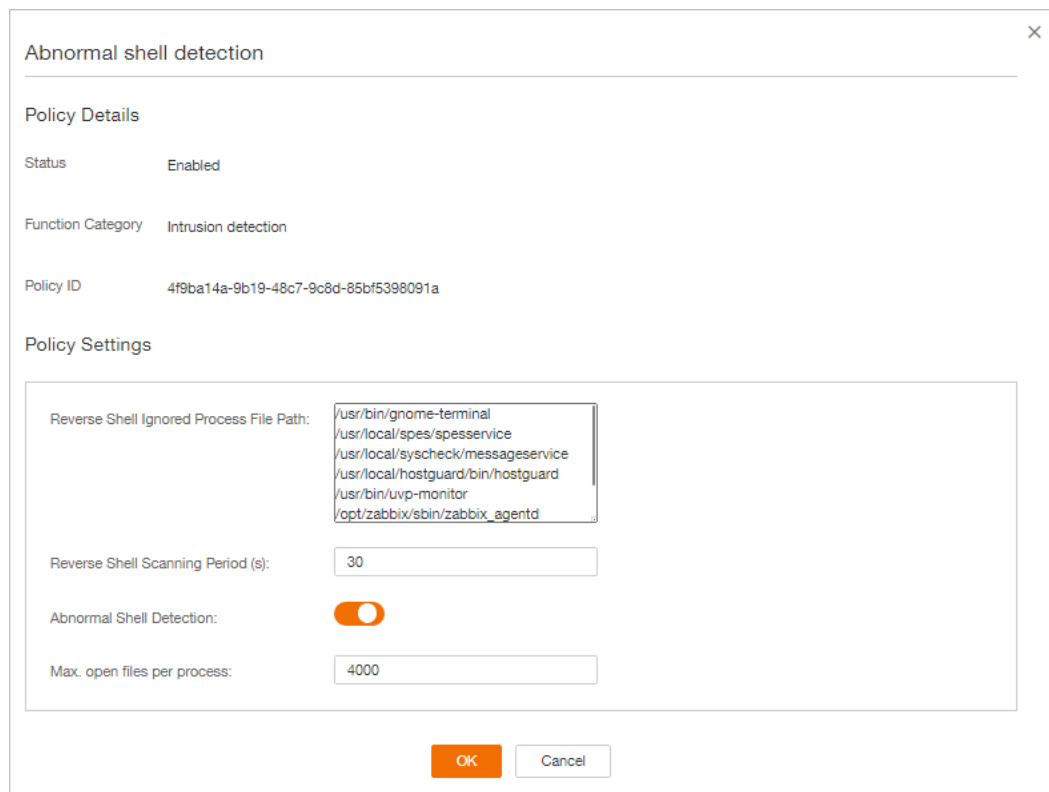 Abnormal shell detection
Policy Details
Status Enabled
Function Category Intrusion detection
Policy ID 4f9ba14a-9b19-48c7-9c8d-85bf5398091a
Policy Settings
Reverse Shell Ignored Process File Path: /usr/bin/gnome-terminal
/usr/local/spes/spesservice
/usr/local/syscheck/messageservice
/usr/local/hostguard/bin/hostguard
/usr/bin/uvp-monitor
/opt/zabbix/sbin/zabbix_agentd
Reverse Shell Scanning Period (s): 30
Abnormal Shell Detection:
Max. open files per process: 4000
OK Cancel